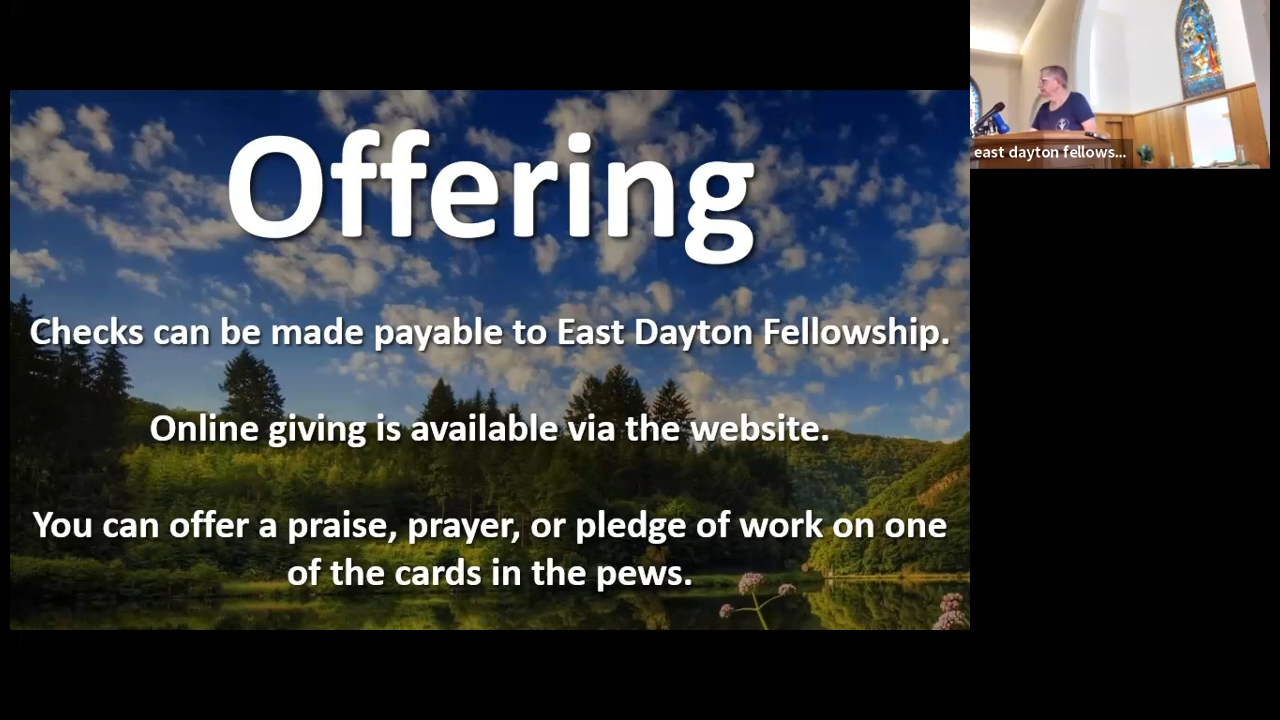 Offering
Checks can be made payable to East Dayton Fellowship.
Online giving is available via the website.
You can offer a praise, prayer, or pledge of work on one
of the cards in the pews.
east dayton fellows...